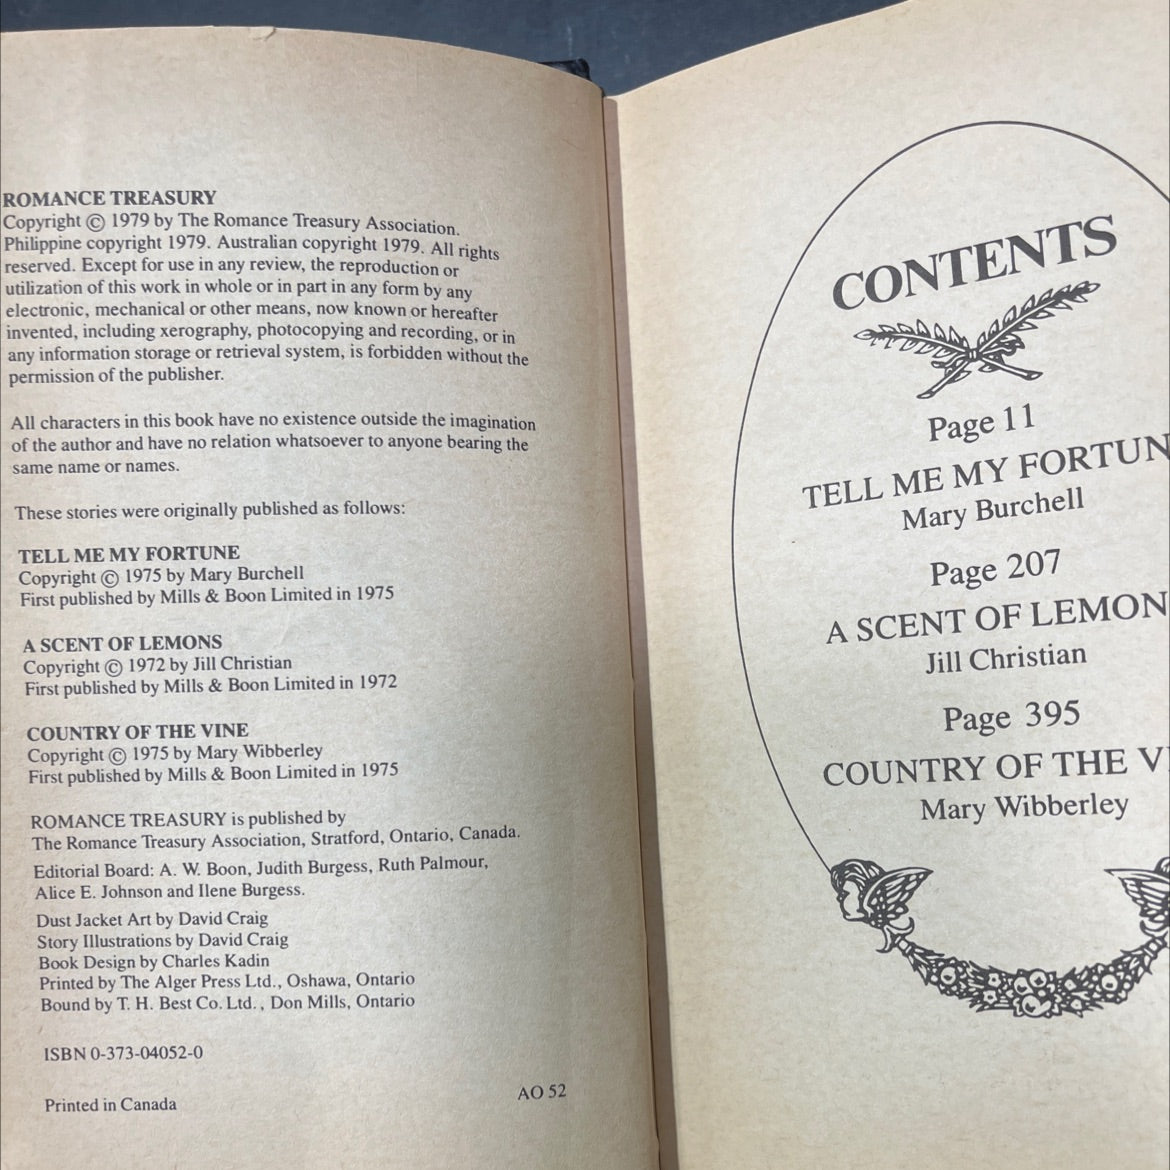 ROMANCE TREASURY
Copyright © 1979 by The Romance Treasury Association.
Philippine copyright 1979. Australian copyright 1979. All rights
reserved. Except for use in any review, the reproduction or
utilization of this work in whole or in part in any form by any
electronic, mechanical or other means, now known or hereafter
invented, including xerography, photocopying and recording, or in
any information storage or retrieval system, is forbidden without the
permission of the publisher.
All characters in this book have no existence outside the imagination
of the author and have no relation whatsoever to anyone bearing the
same name or names.
These stories were originally published as follows:
TELL ME MY FORTUNE
Copyright © 1975 by Mary Burchell
First published by Mills & Boon Limited in 1975
A SCENT OF LEMONS
Copyright © 1972 by Jill Christian
First published by Mills & Boon Limited in 1972
COUNTRY OF THE VINE
Copyright © 1975 by Mary Wibberley
First published by Mills & Boon Limited in 1975
ROMANCE TREASURY is published by
The Romance Treasury Association, Stratford, Ontario, Canada.
Editorial Board: A. W. Boon, Judith Burgess, Ruth Palmour,
Alice E. Johnson and Ilene Burgess.
Dust Jacket Art by David Craig
Story Illustrations by David Craig
Book Design by Charles Kadin
Printed by The Alger Press Ltd., Oshawa, Ontario
Bound by T. H. Best Co. Ltd., Don Mills, Ontario
ISBN 0-373-04052-0
Printed in Canada
AO 52
CONTENTS
Page 11
TELL ME MY FORTUN
Mary Burchell
Page 207
A SCENT OF LEMON
Jill Christian
Page 395
COUNTRY OF THE VI
Mary Wibberley